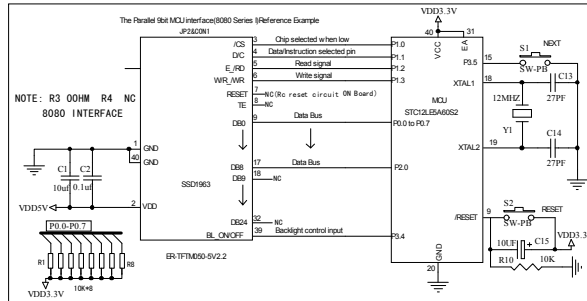 The Parallel 9bit MCU interface(8080 Series I)Reference Example
JP2&CON1
VDD3.3V
40
31
VCC
EA
/CS 3 Chip selected when low P1.0
D/C 4 Data/Instruction selected pin P1.1
E_/RD 5 Read signal P1.2
W/R_/WR 6 Write signal P1.3
RESET 7 NC(Rc reset circuit ON Board)
TE 8 NC
DB0 9 Data Bus P0.0 to P0.7
DB8 17 Data Bus P2.0
DB9 18 NC
DB24 32 NC
BL_ON/OFF 39 Backlight control input P3.4
NOTE: R3 0OHM R4 NC
8080 INTERFACE
1 GND
40 GND
C1
10uf
C2
0.1uf
SSD1963
VDD5V
2 VDD
ER-TFTM050-5V2.2
P0.0-P0.7
R1
R8
10K*8
VDD3.3V
MCU
STC12LE5A60S2
P3.5 15
S1
NEXT
SW-PB
XTAL1 18
C13
27PF
12MHZ
Y1
XTAL2 19
C14
27PF
/RESET 9
S2
RESET
SW-PB
10UF + C15
VDD3.3
R10
10K
GND
20